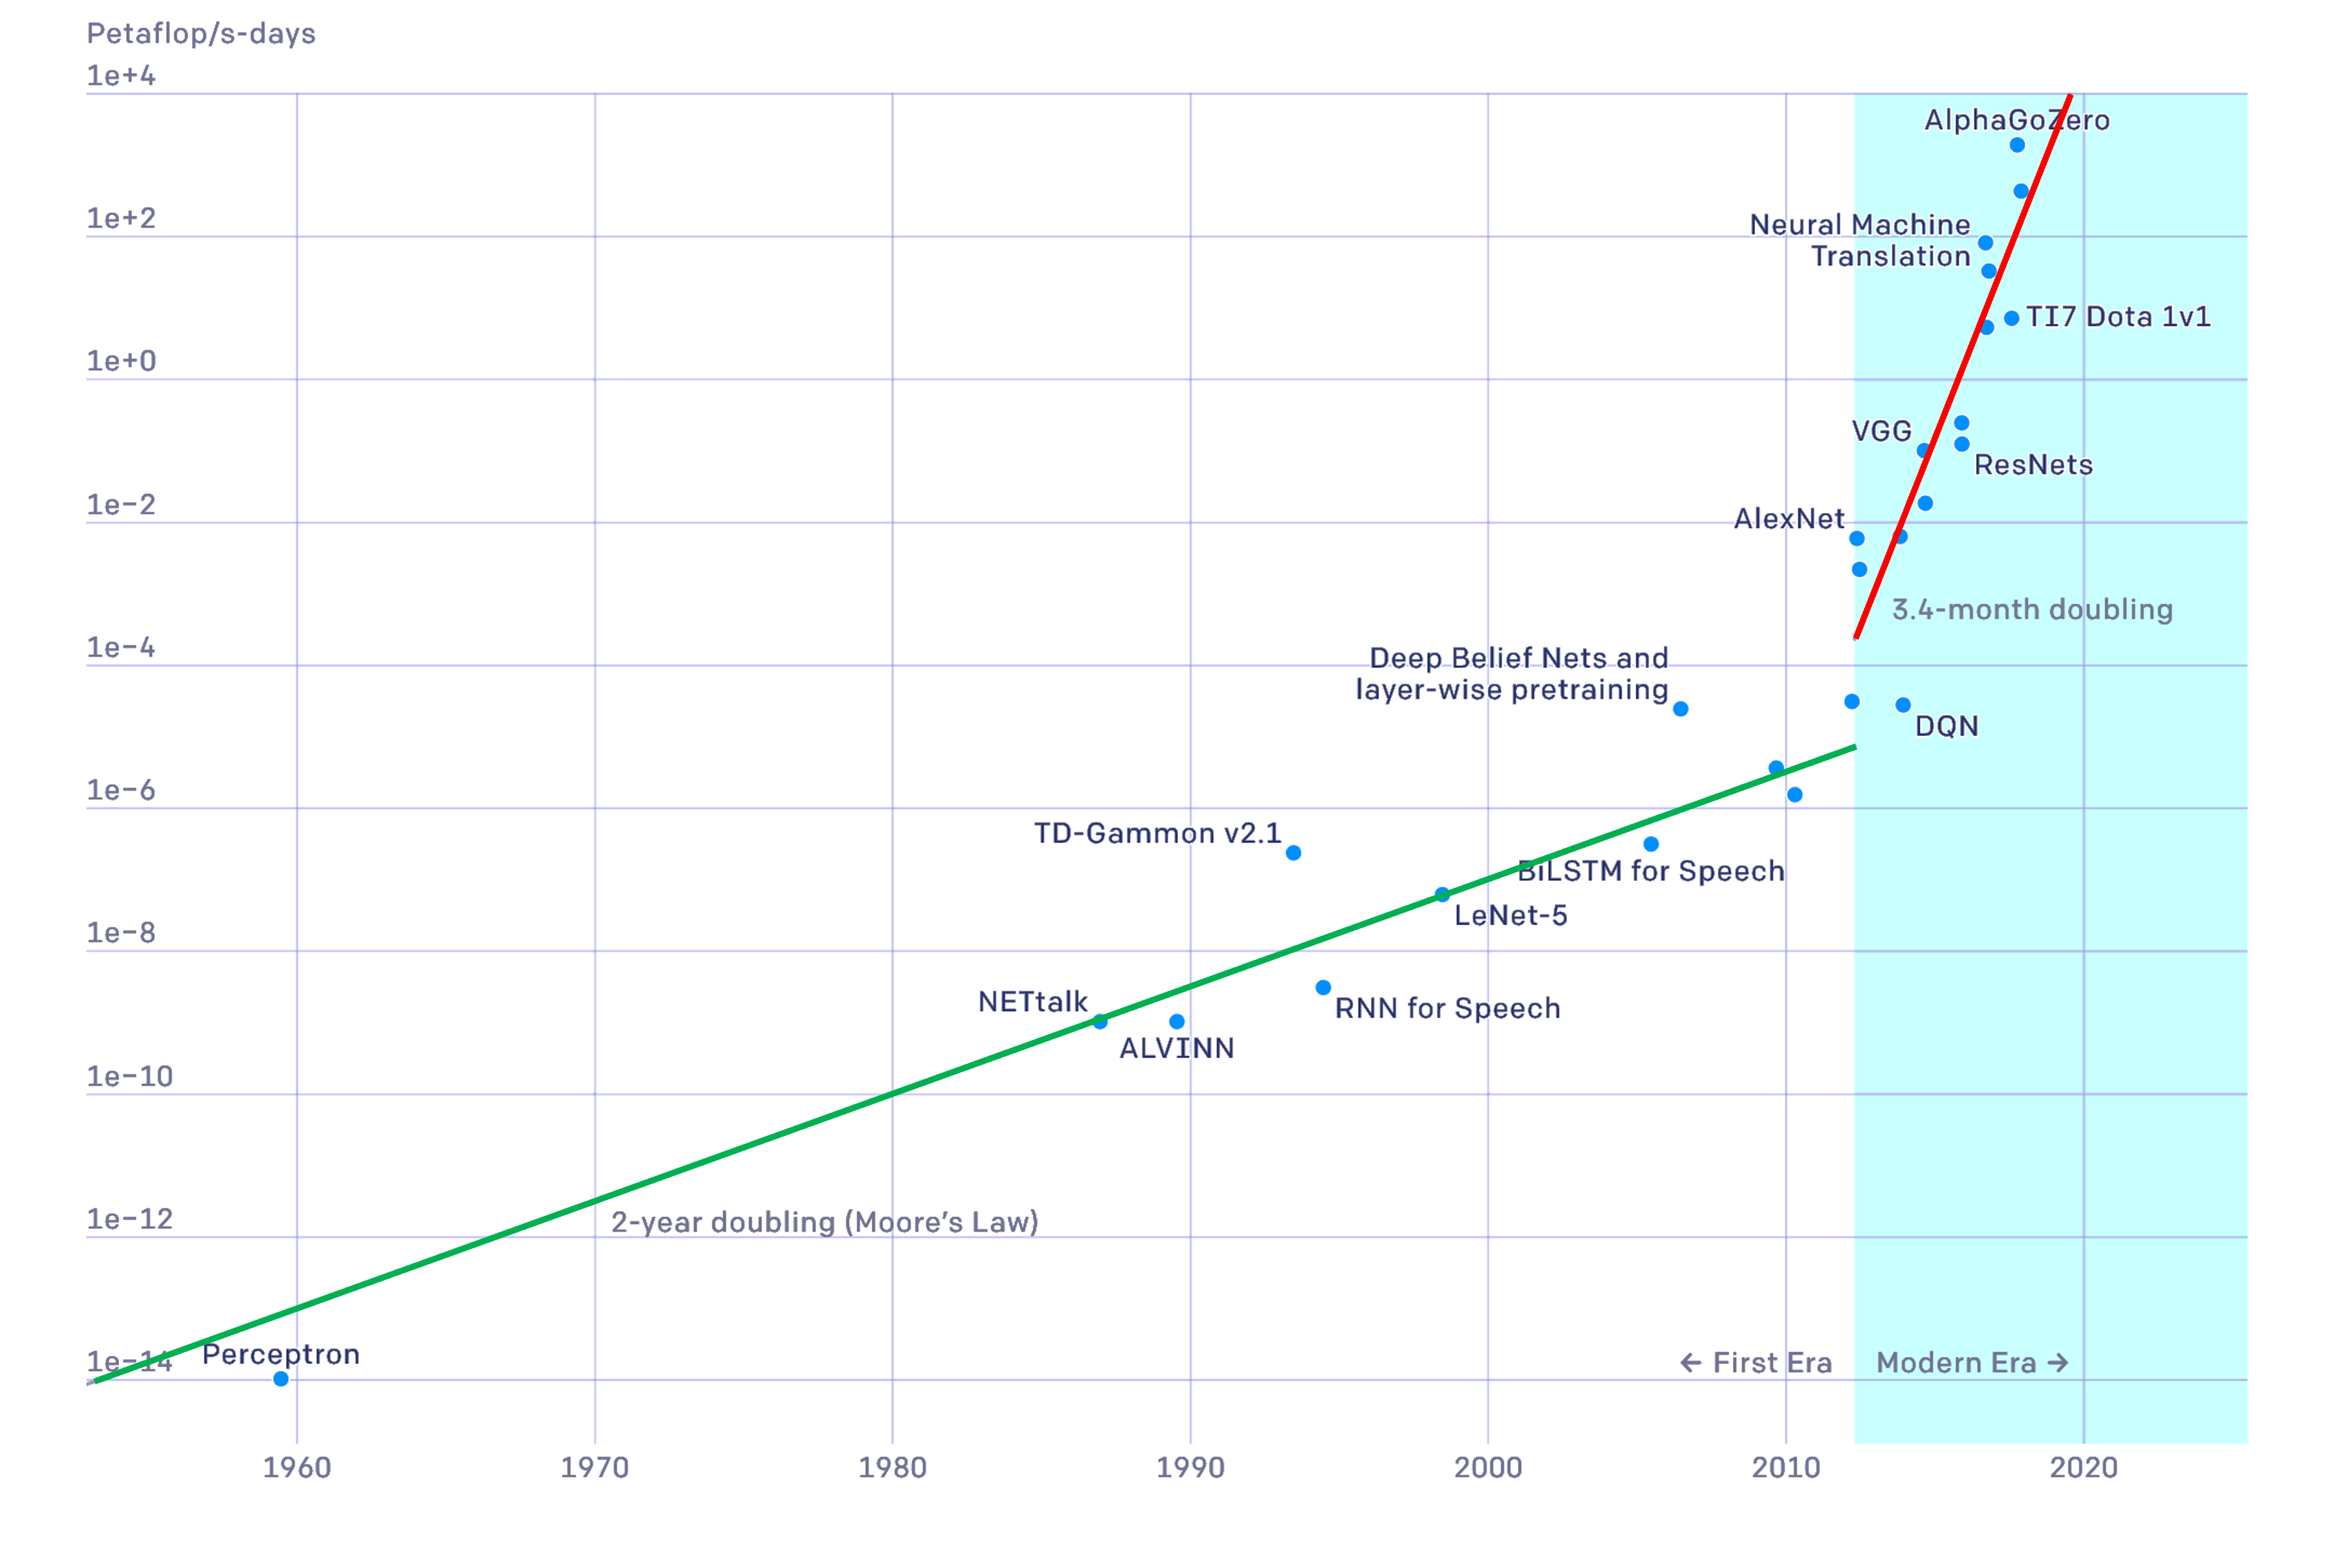 Petaflop/s-days
1e+4
AlphaGoZero
1e+2
Neural Machine
Translation
TI7 Dota 1v1
1e+0
VGG
ResNets
1e-2
AlexNet
3.4-month doubling
1e-4
Deep Belief Nets and
layer-wise pretraining
DQN
1e-6
TD-Gammon v2.1
BiLSTM for Speech
LeNet-5
1e-8
NETtalk
RNN for Speech
ALVINN
1e-10
1e-12
2-year doubling (Moore’s Law)
1e-14
Perceptron
← First Era
Modern Era →
1960
1970
1980
1990
2000
2010
2020